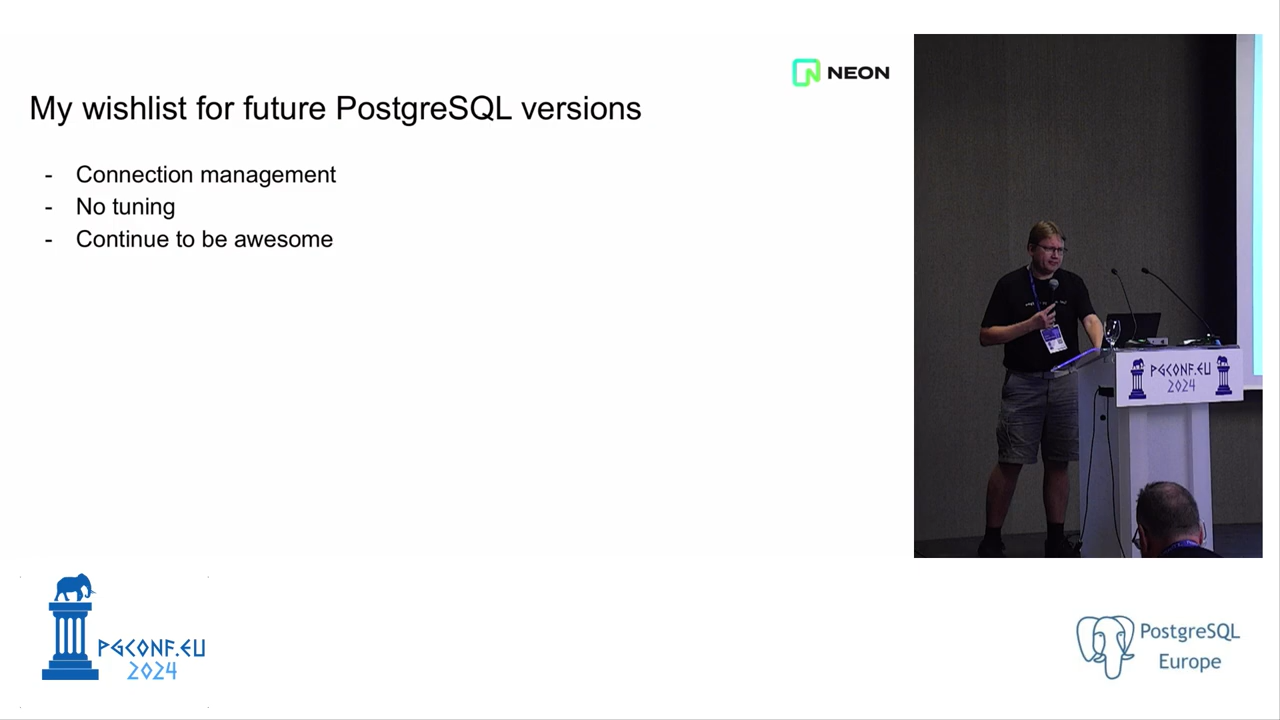 NEON
My wishlist for future PostgreSQL versions
- Connection management
- No tuning
- Continue to be awesome
PGCONF.EU
2024
PGCONF.EU
2024
PostgreSQL
Europe